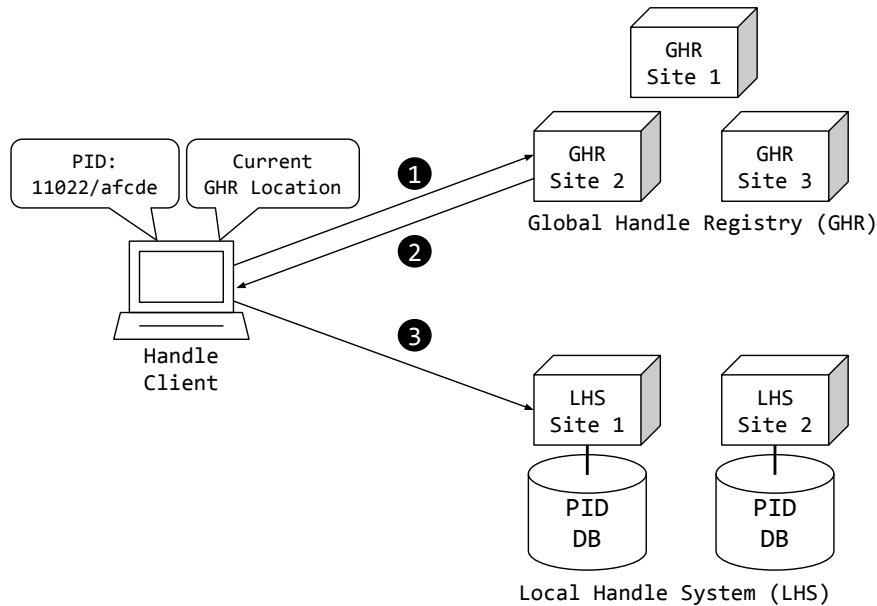 GHR
Site 1
PID:
11022/afcde
Current
GHR Location
1
GHR
Site 2
GHR
Site 3
Global Handle Registry (GHR)
2
3
Handle
Client
LHS
Site 1
LHS
Site 2
PID
DB
PID
DB
Local Handle System (LHS)